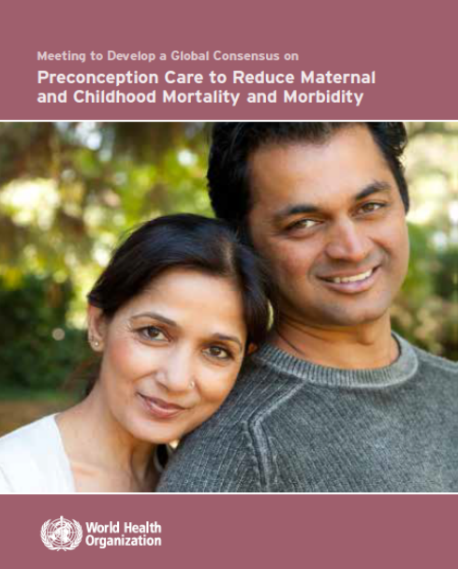 Meeting to Develop a Global Consensus on
Preconception Care to Reduce Maternal
and Childhood Mortality and Morbidity
World Health
Organization